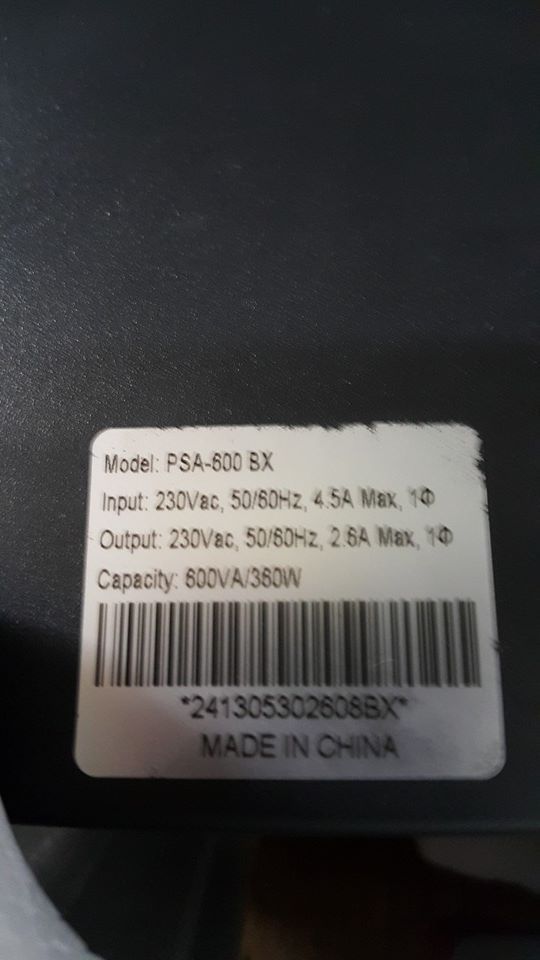 Model: PSA-600 BX
Input: 230Vac, 50/60Hz, 4.5A Max, 1Φ
Output: 230Vac, 50/60Hz, 2.6A Max, 1Φ
Capacity: 600VA/360W
*241305302608BX*
MADE IN CHINA